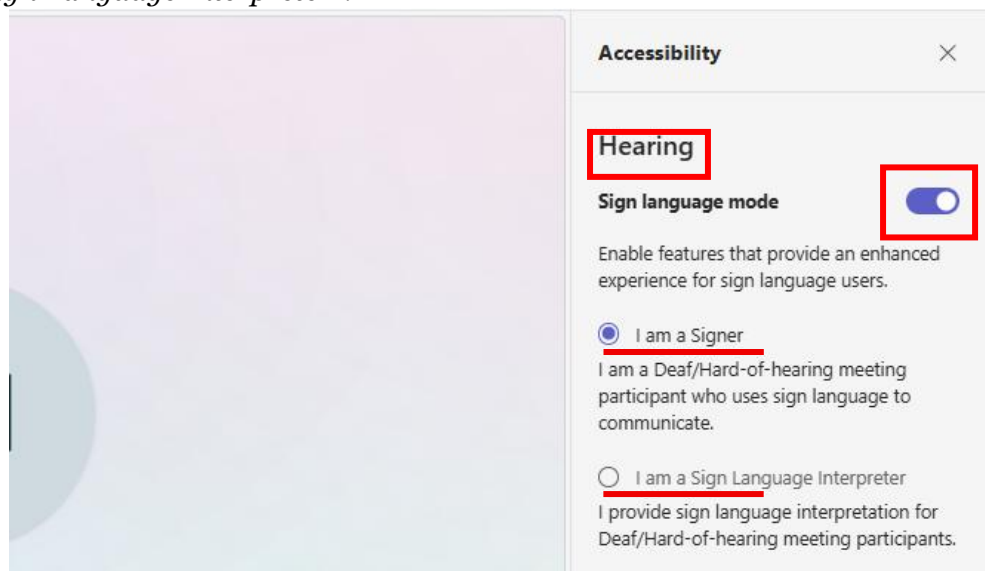 Accessibility
Hearing
Sign language mode
Enable features that provide an enhanced
experience for sign language users.
I am a Signer
I am a Deaf/Hard-of-hearing meeting
participant who uses sign language to
communicate.
I am a Sign Language Interpreter
I provide sign language interpretation for
Deaf/Hard-of-hearing meeting participants.